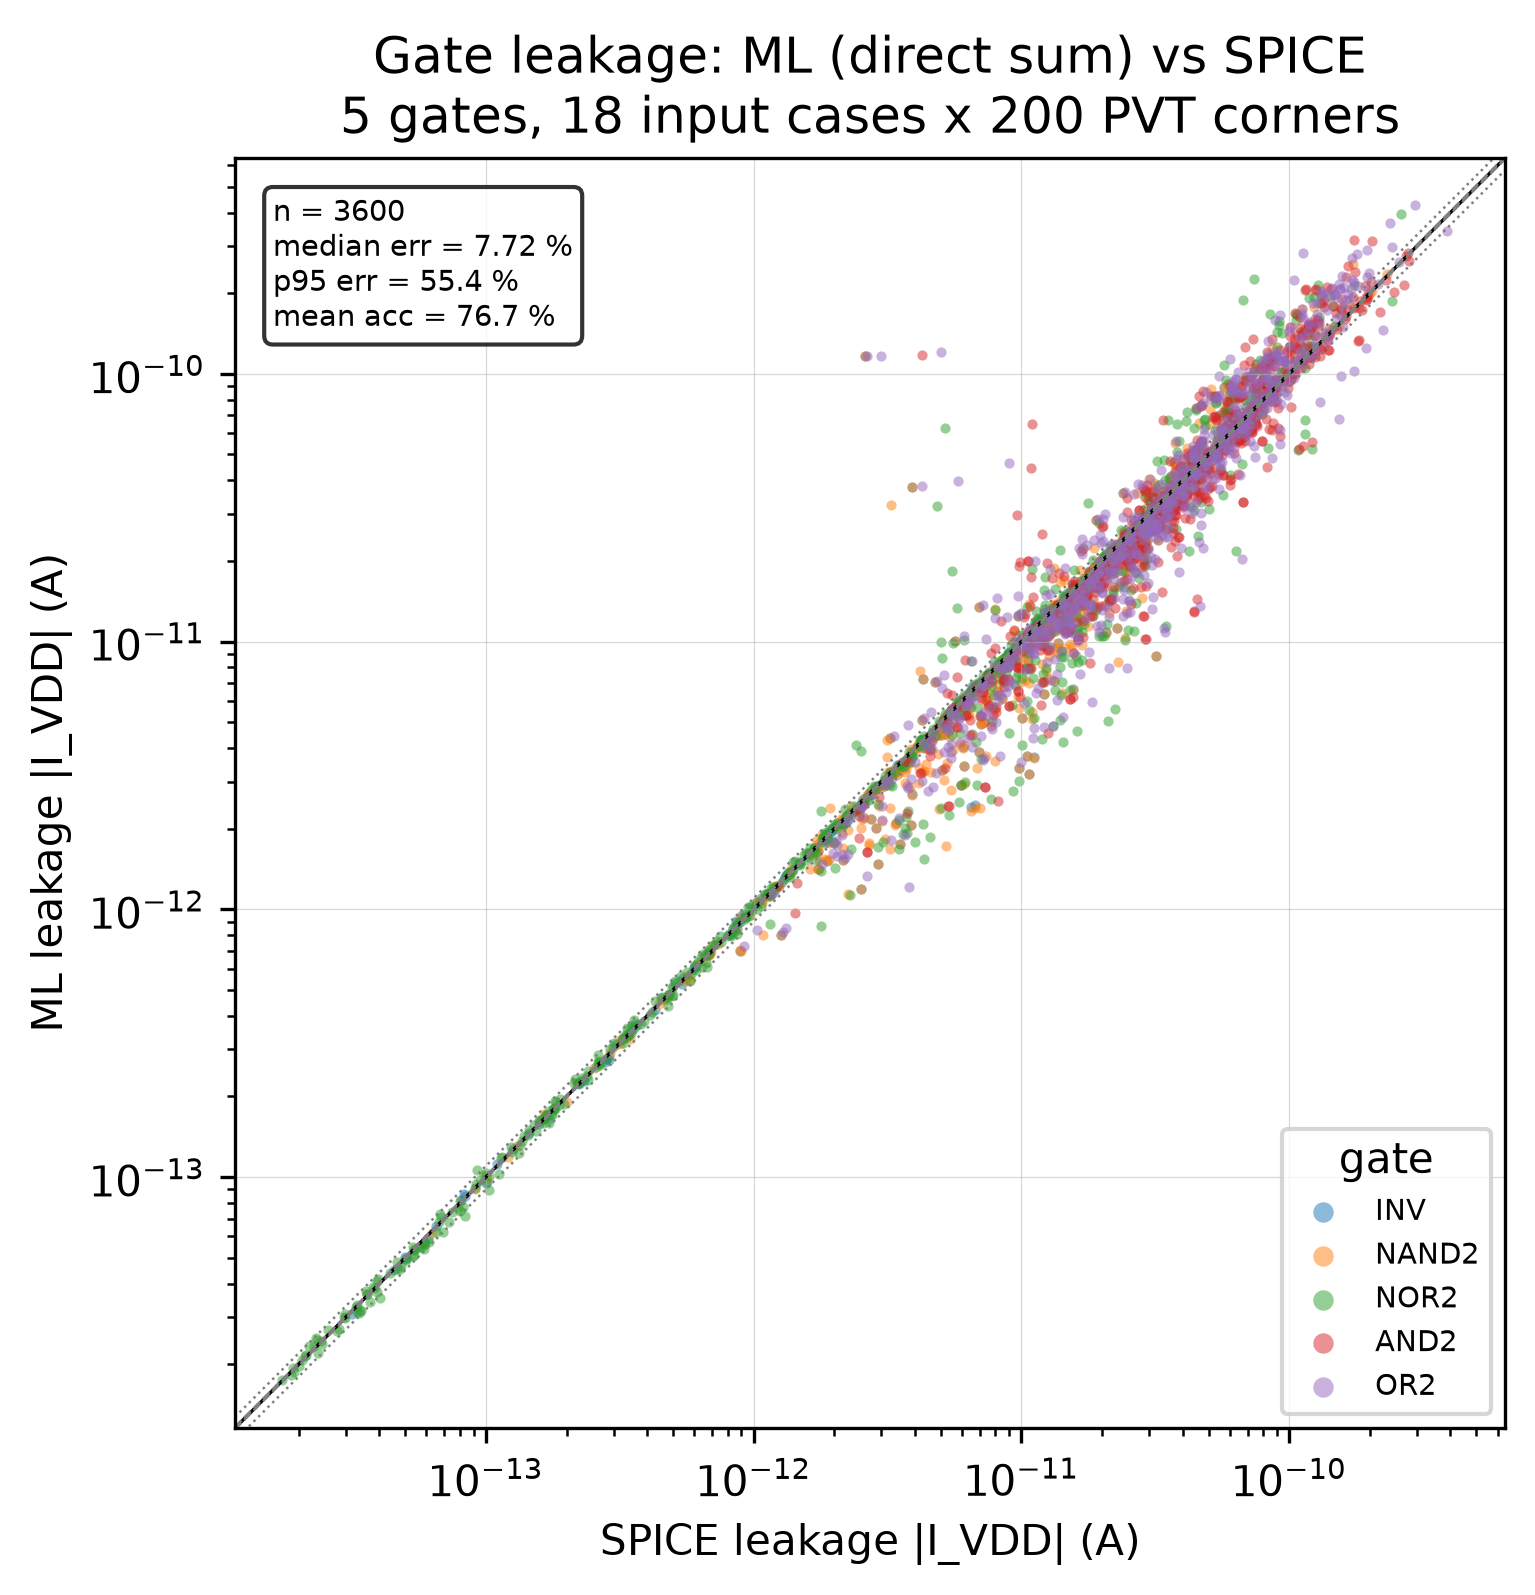 Gate leakage: ML (direct sum) vs SPICE
5 gates, 18 input cases x 200 PVT corners
n = 3600
median err = 7.72 %
p95 err = 55.4 %
mean acc = 76.7 %
ML leakage |I_VDD| (A)
10⁻¹⁰
10⁻¹¹
10⁻¹²
10⁻¹³
gate
INV
NAND2
NOR2
AND2
OR2
10⁻¹³ 10⁻¹² 10⁻¹¹ 10⁻¹⁰
SPICE leakage |I_VDD| (A)